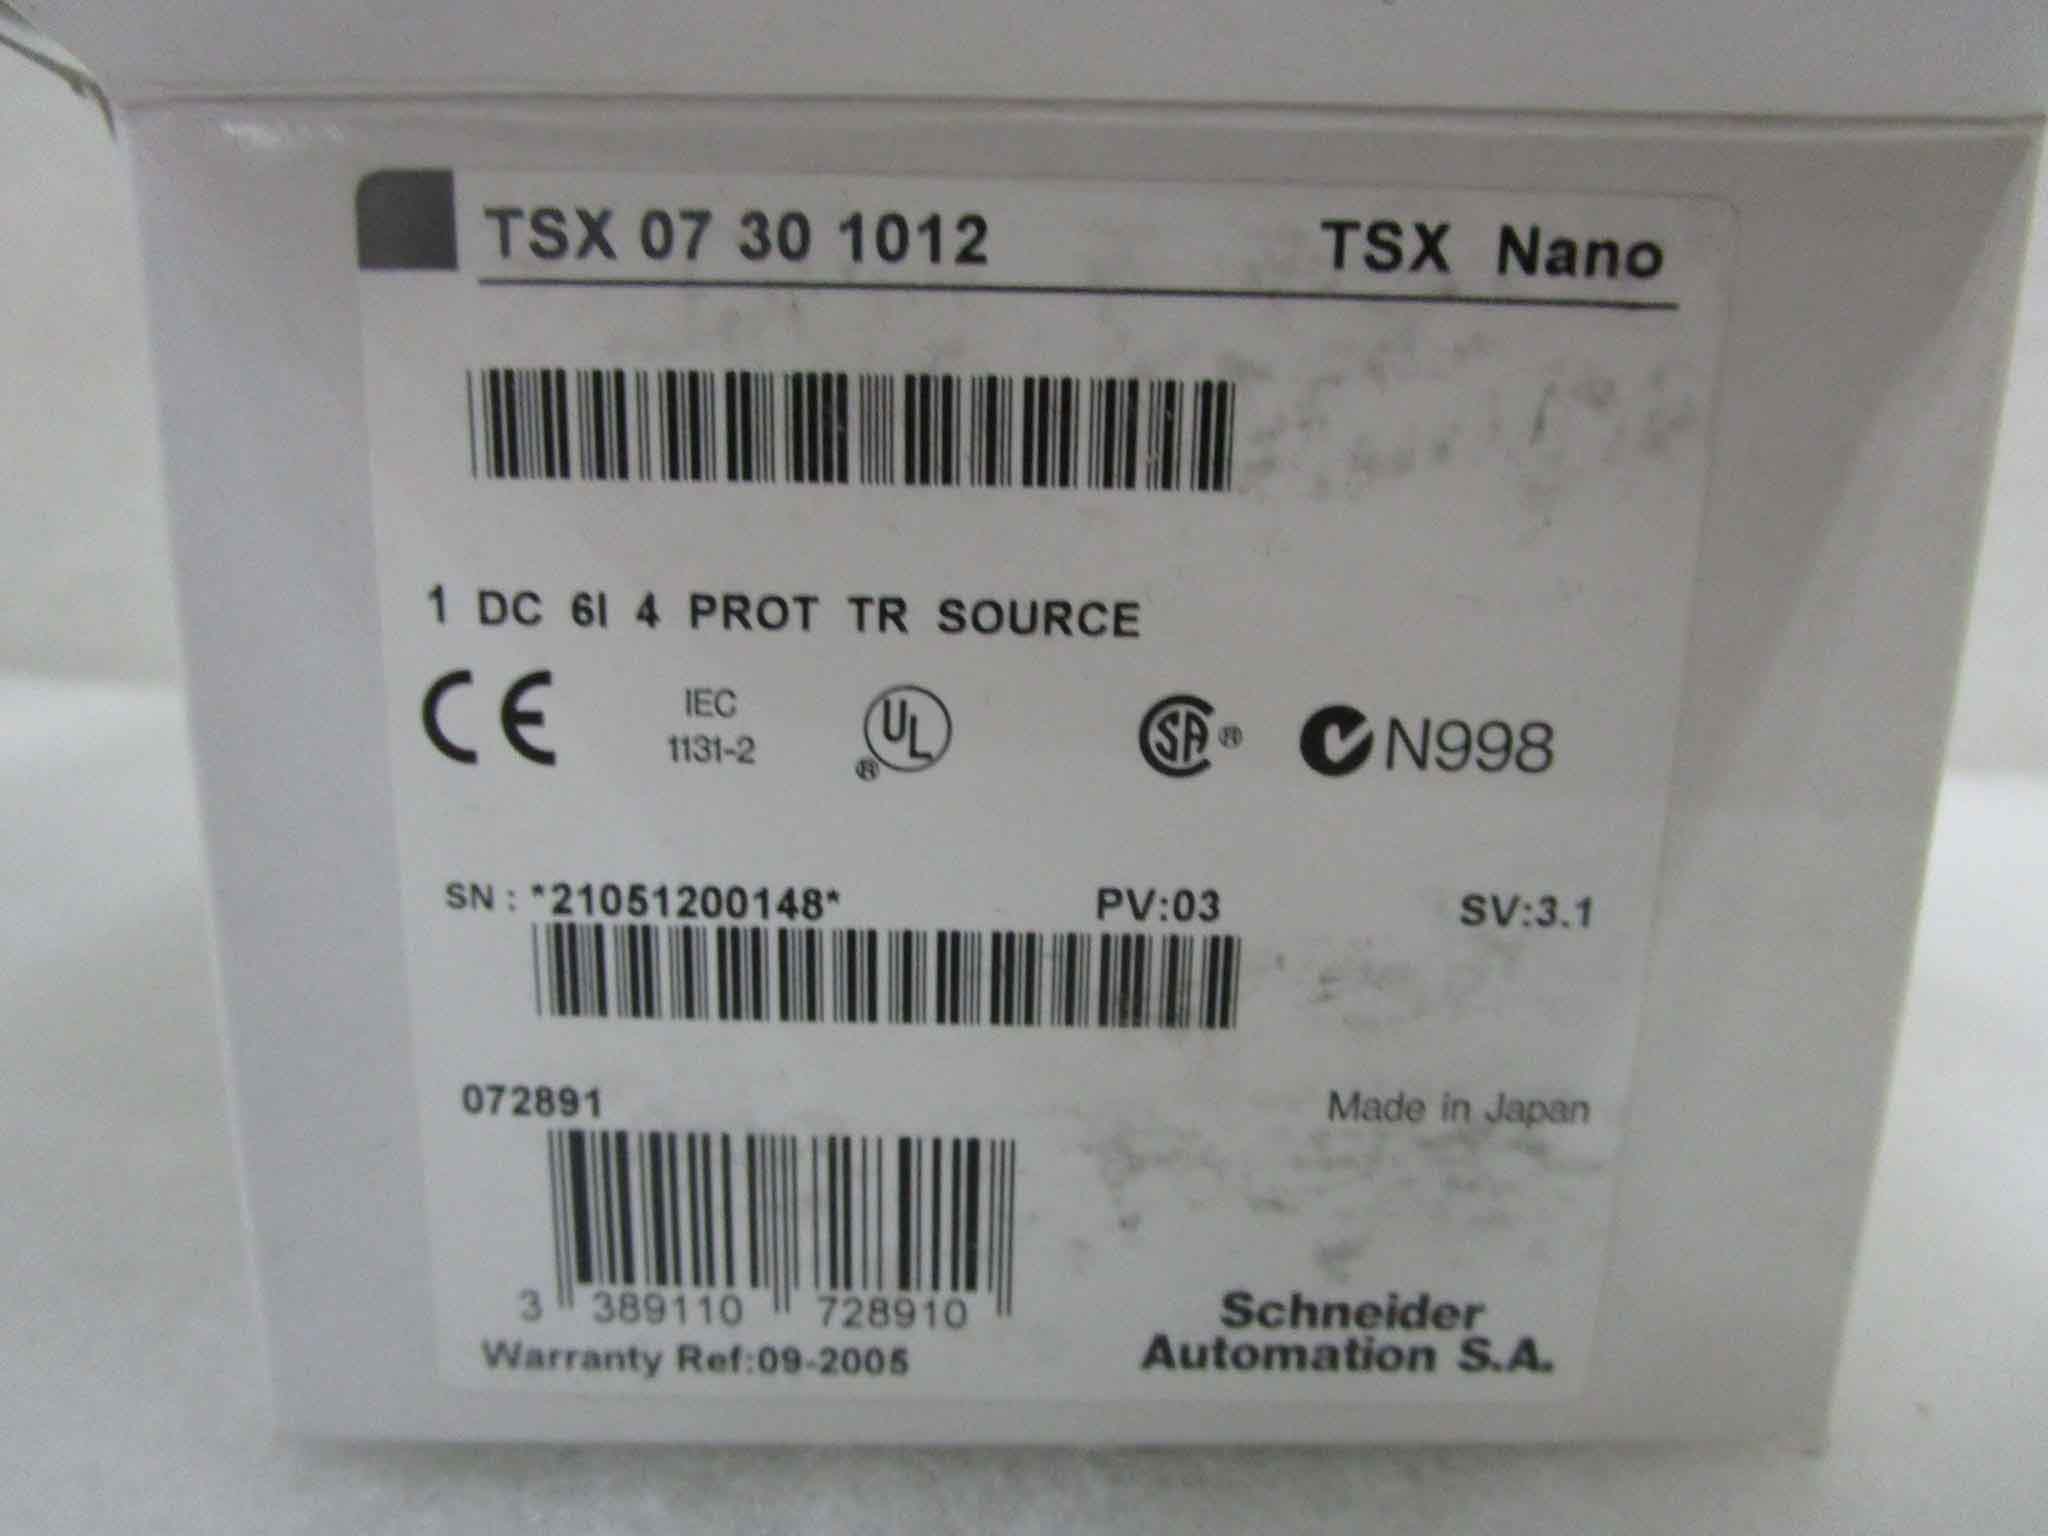 TSX 07 30 1012 TSX Nano
1 DC 6I 4 PROT TR SOURCE
CE IEC 1131-2 UL ® SA ® N998
SN : *21051200148* PV:03 SV:3.1
072891 Made in Japan
3 389110 728910
Schneider
Warranty Ref:09-2005 Automation S.A.